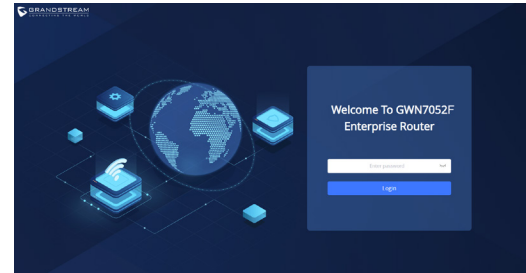 GRANDSTREAM
CONNECTING THE WORLD
Welcome To GWN7052F
Enterprise Router
Enter password
Login